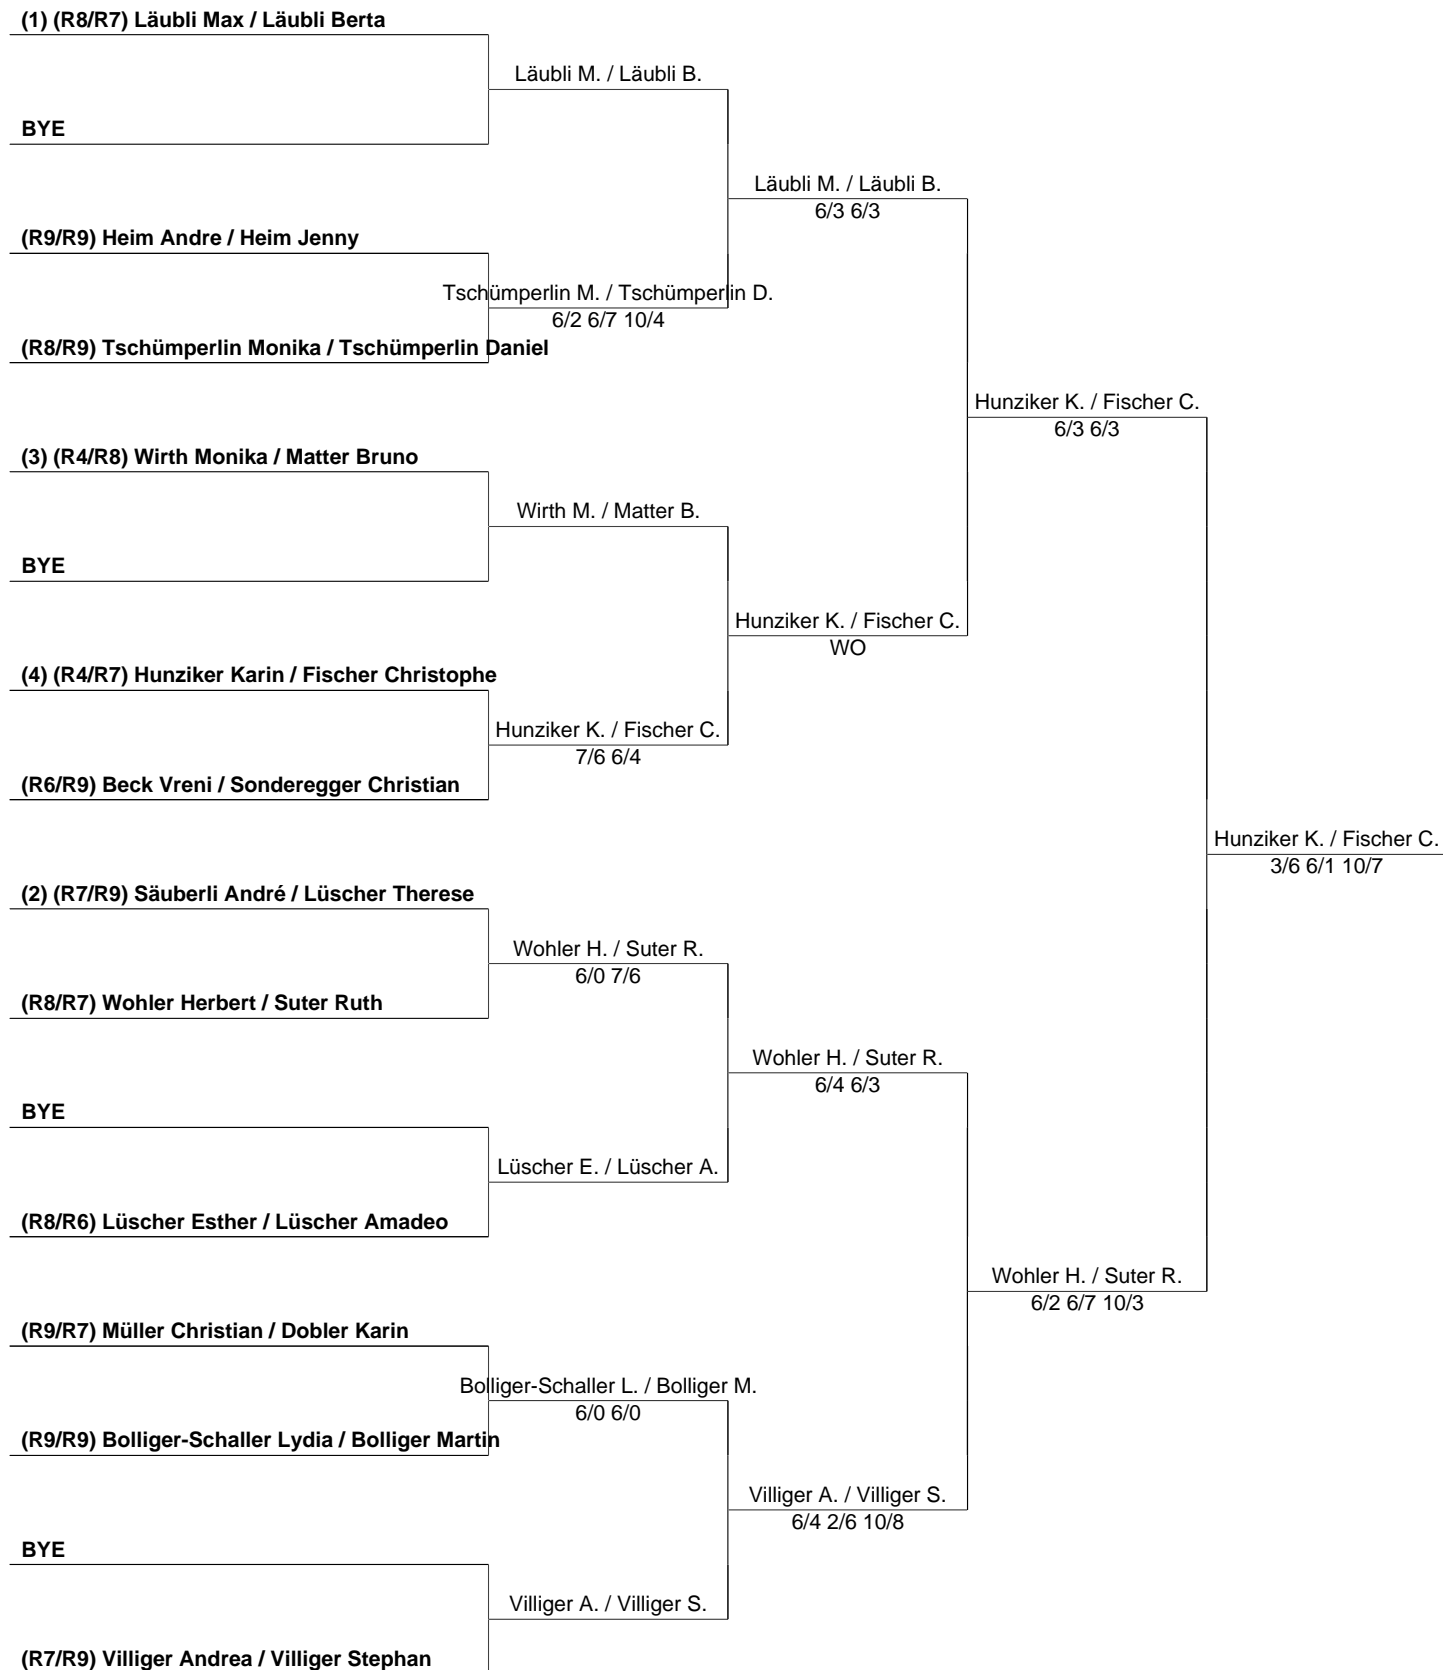 (1) (R8/R7) Läubli Max / Läubli Berta
Läubli M. / Läubli B.
BYE
Läubli M. / Läubli B.
6/3 6/3
(R9/R9) Heim Andre / Heim Jenny
Tschümperlin M. / Tschümperlin D.
6/2 6/7 10/4
(R8/R9) Tschümperlin Monika / Tschümperlin Daniel
Hunziker K. / Fischer C.
6/3 6/3
(3) (R4/R8) Wirth Monika / Matter Bruno
Wirth M. / Matter B.
BYE
Hunziker K. / Fischer C.
WO
(4) (R4/R7) Hunziker Karin / Fischer Christophe
Hunziker K. / Fischer C.
7/6 6/4
(R6/R9) Beck Vreni / Sonderegger Christian
Hunziker K. / Fischer C.
3/6 6/1 10/7
(2) (R7/R9) Säuberli André / Lüscher Therese
Wohler H. / Suter R.
6/0 7/6
(R8/R7) Wohler Herbert / Suter Ruth
Wohler H. / Suter R.
6/4 6/3
BYE
Lüscher E. / Lüscher A.
(R8/R6) Lüscher Esther / Lüscher Amadeo
Wohler H. / Suter R.
6/2 6/7 10/3
(R9/R7) Müller Christian / Dobler Karin
Bolliger-Schaller L. / Bolliger M.
6/0 6/0
(R9/R9) Bolliger-Schaller Lydia / Bolliger Martin
Villiger A. / Villiger S.
6/4 2/6 10/8
BYE
Villiger A. / Villiger S.
(R7/R9) Villiger Andrea / Villiger Stephan